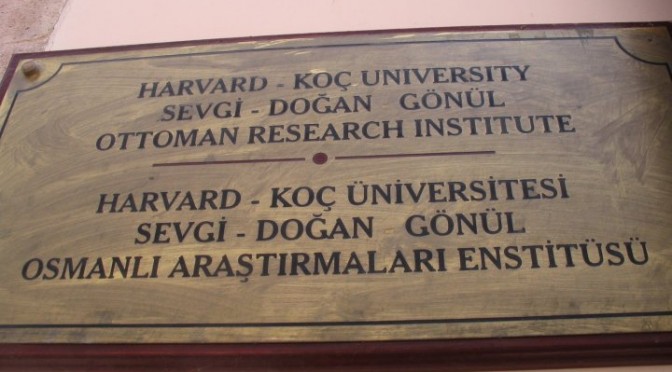 HARVARD - KOÇ UNIVERSITY
SEVGİ - DOĞAN GÖNÜL
OTTOMAN RESEARCH INSTITUTE
HARVARD - KOÇ ÜNİVERSİTESİ
SEVGİ - DOĞAN GÖNÜL
OSMANLI ARAŞTIRMALARI ENSTİTÜSÜ